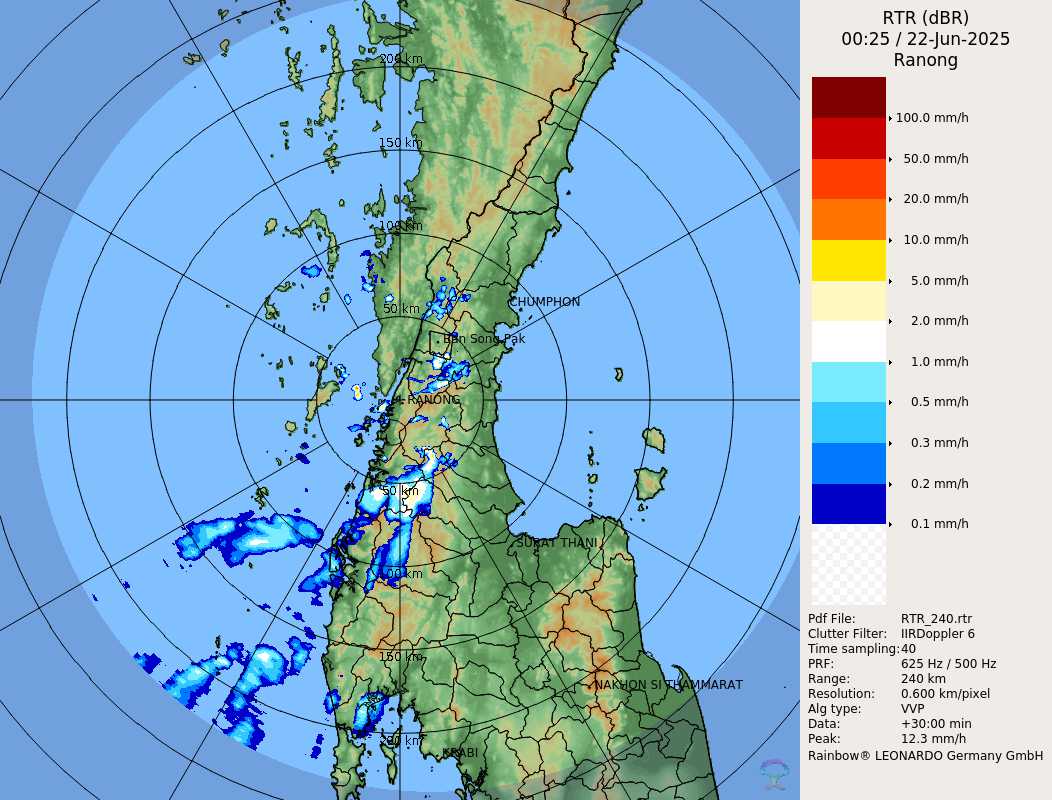 RTR (dBR)
00:25 / 22-Jun-2025
Ranong
100.0 mm/h
50.0 mm/h
20.0 mm/h
10.0 mm/h
5.0 mm/h
2.0 mm/h
1.0 mm/h
0.5 mm/h
0.3 mm/h
0.2 mm/h
0.1 mm/h
Pdf File: RTR_240.rtr
Clutter Filter: IIRDoppler 6
Time sampling: 40
PRF: 625 Hz / 500 Hz
Range: 240 km
Resolution: 0.600 km/pixel
Alg type: VVP
Data: +30:00 min
Peak: 12.3 mm/h
Rainbow® LEONARDO Germany GmbH
200 km
150 km
100 km
CHUMPHON
50 km
Ban Song Pak
RANONG
50 km
SURAT THANI
100 km
150 km
NAKHON SI THAMMARAT
200 km
KRABI